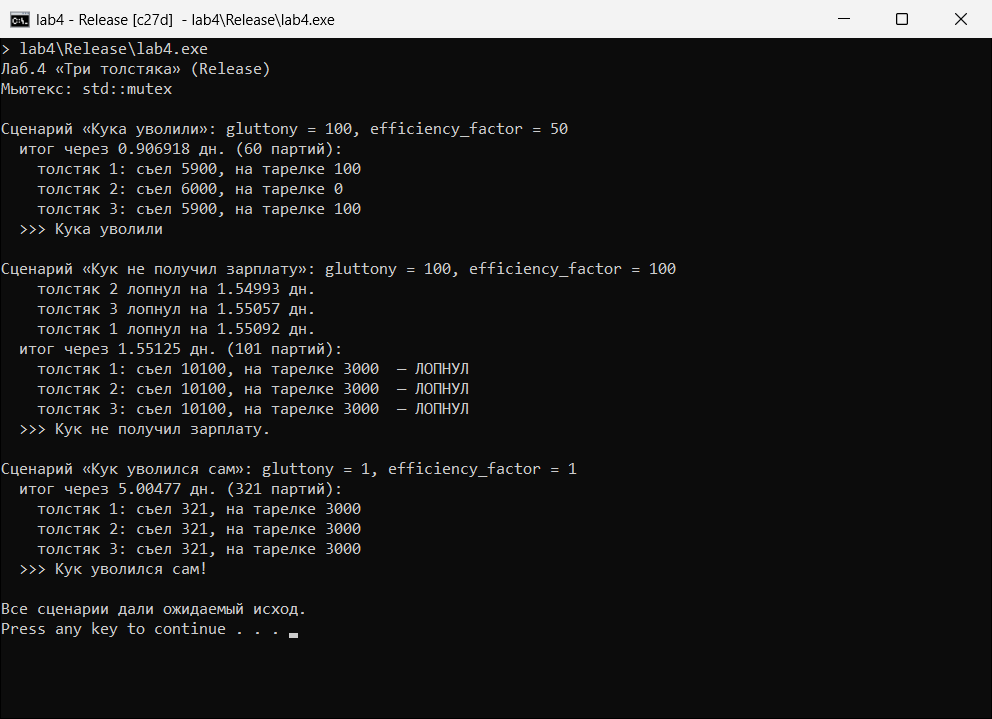 lab4 - Release [c27d]  - lab4\Release\lab4.exe
> lab4\Release\lab4.exe
Лаб.4 «Три толстяка» (Release)
Мьютекс: std::mutex
Сценарий «Кука уволили»: gluttony = 100, efficiency_factor = 50
  итог через 0.906918 дн. (60 партий):
    толстяк 1: съел 5900, на тарелке 100
    толстяк 2: съел 6000, на тарелке 0
    толстяк 3: съел 5900, на тарелке 100
  >>> Кука уволили
Сценарий «Кук не получил зарплату»: gluttony = 100, efficiency_factor = 100
    толстяк 2 лопнул на 1.54993 дн.
    толстяк 3 лопнул на 1.55057 дн.
    толстяк 1 лопнул на 1.55092 дн.
  итог через 1.55125 дн. (101 партий):
    толстяк 1: съел 10100, на тарелке 3000  — ЛОПНУЛ
    толстяк 2: съел 10100, на тарелке 3000  — ЛОПНУЛ
    толстяк 3: съел 10100, на тарелке 3000  — ЛОПНУЛ
  >>> Кук не получил зарплату.
Сценарий «Кук уволился сам»: gluttony = 1, efficiency_factor = 1
  итог через 5.00477 дн. (321 партий):
    толстяк 1: съел 321, на тарелке 3000
    толстяк 2: съел 321, на тарелке 3000
    толстяк 3: съел 321, на тарелке 3000
  >>> Кук уволился сам!
Все сценарии дали ожидаемый исход.
Press any key to continue . . .